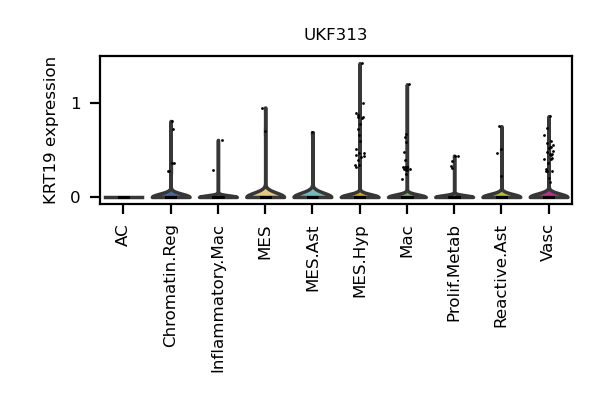 UKF313
KRT19 expression
1
0
AC
Chromatin.Reg
Inflammatory.Mac
MES
MES.Ast
MES.Hyp
Mac
Prolif.Metab
Reactive.Ast
Vasc